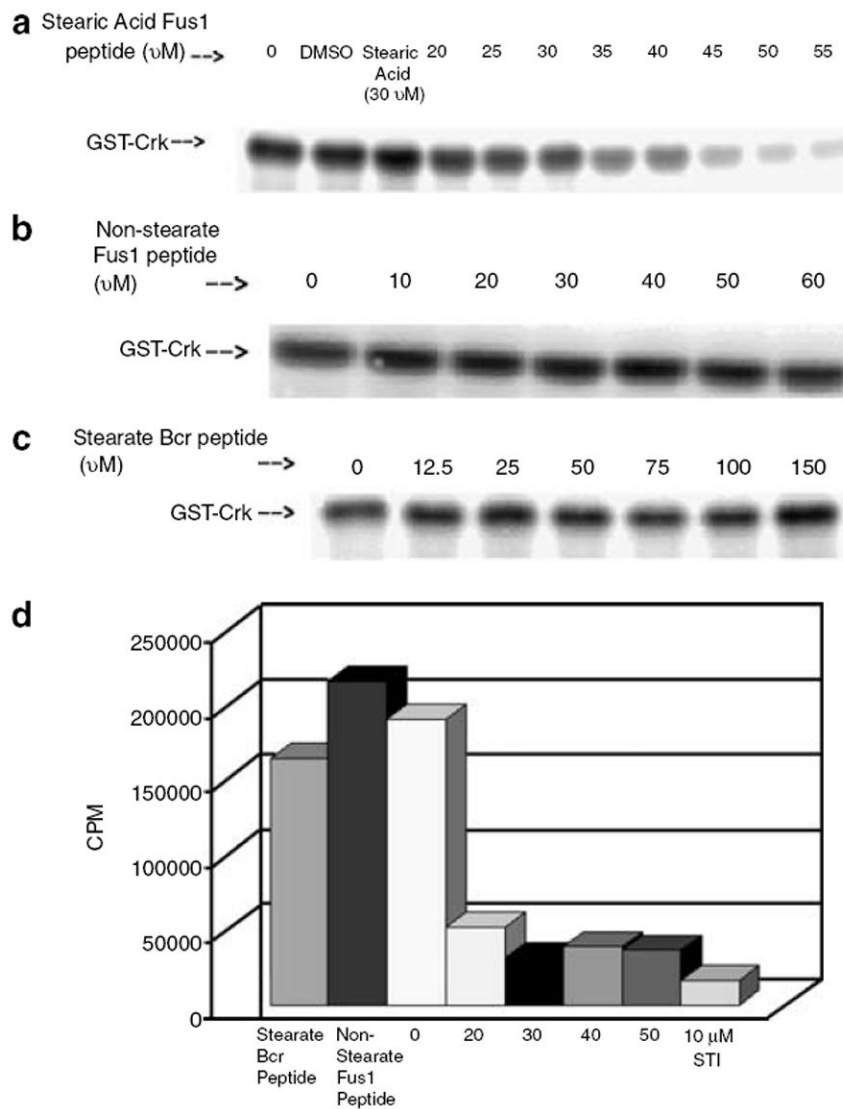 a
Stearic Acid Fus1
peptide (υM) -->
0 DMSO Stearic 20 25 30 35 40 45 50 55
Acid
(30 υM)
GST-Crk-->
b
Non-stearate
Fus1 peptide
(υM) --> 0 10 20 30 40 50 60
GST-Crk -->
c
Stearate Bcr peptide
(υM) --> 0 12.5 25 50 75 100 150
GST-Crk -->
d
250000
200000
150000
100000
50000
0
CPM
Stearate Bcr Peptide
Non-Stearate Fus1 Peptide
0 20 30 40 50 10 μM
STI